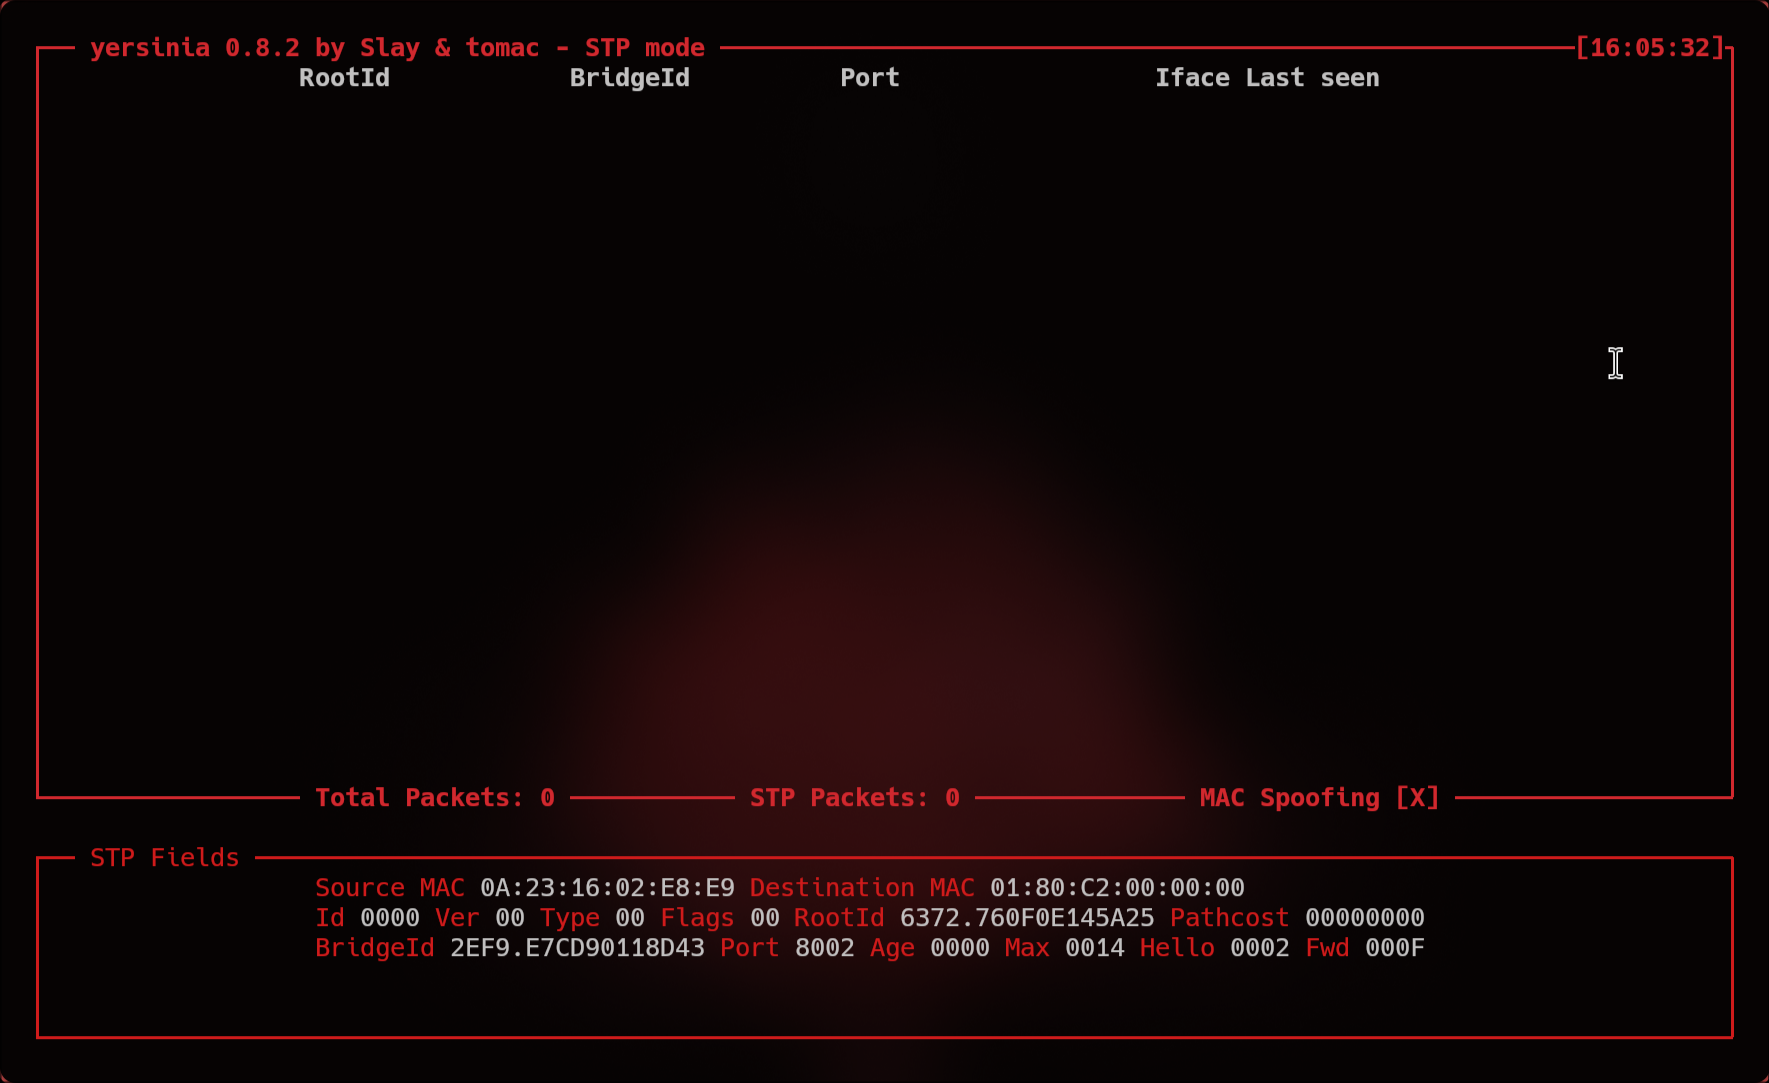 yersinia 0.8.2 by Slay & tomac - STP mode [16:05:32]
RootId BridgeId Port Iface Last seen
Total Packets: 0 STP Packets: 0 MAC Spoofing [X]
STP Fields
Source MAC 0A:23:16:02:E8:E9 Destination MAC 01:80:C2:00:00:00
Id 0000 Ver 00 Type 00 Flags 00 RootId 6372.760F0E145A25 Pathcost 00000000
BridgeId 2EF9.E7CD90118D43 Port 8002 Age 0000 Max 0014 Hello 0002 Fwd 000F